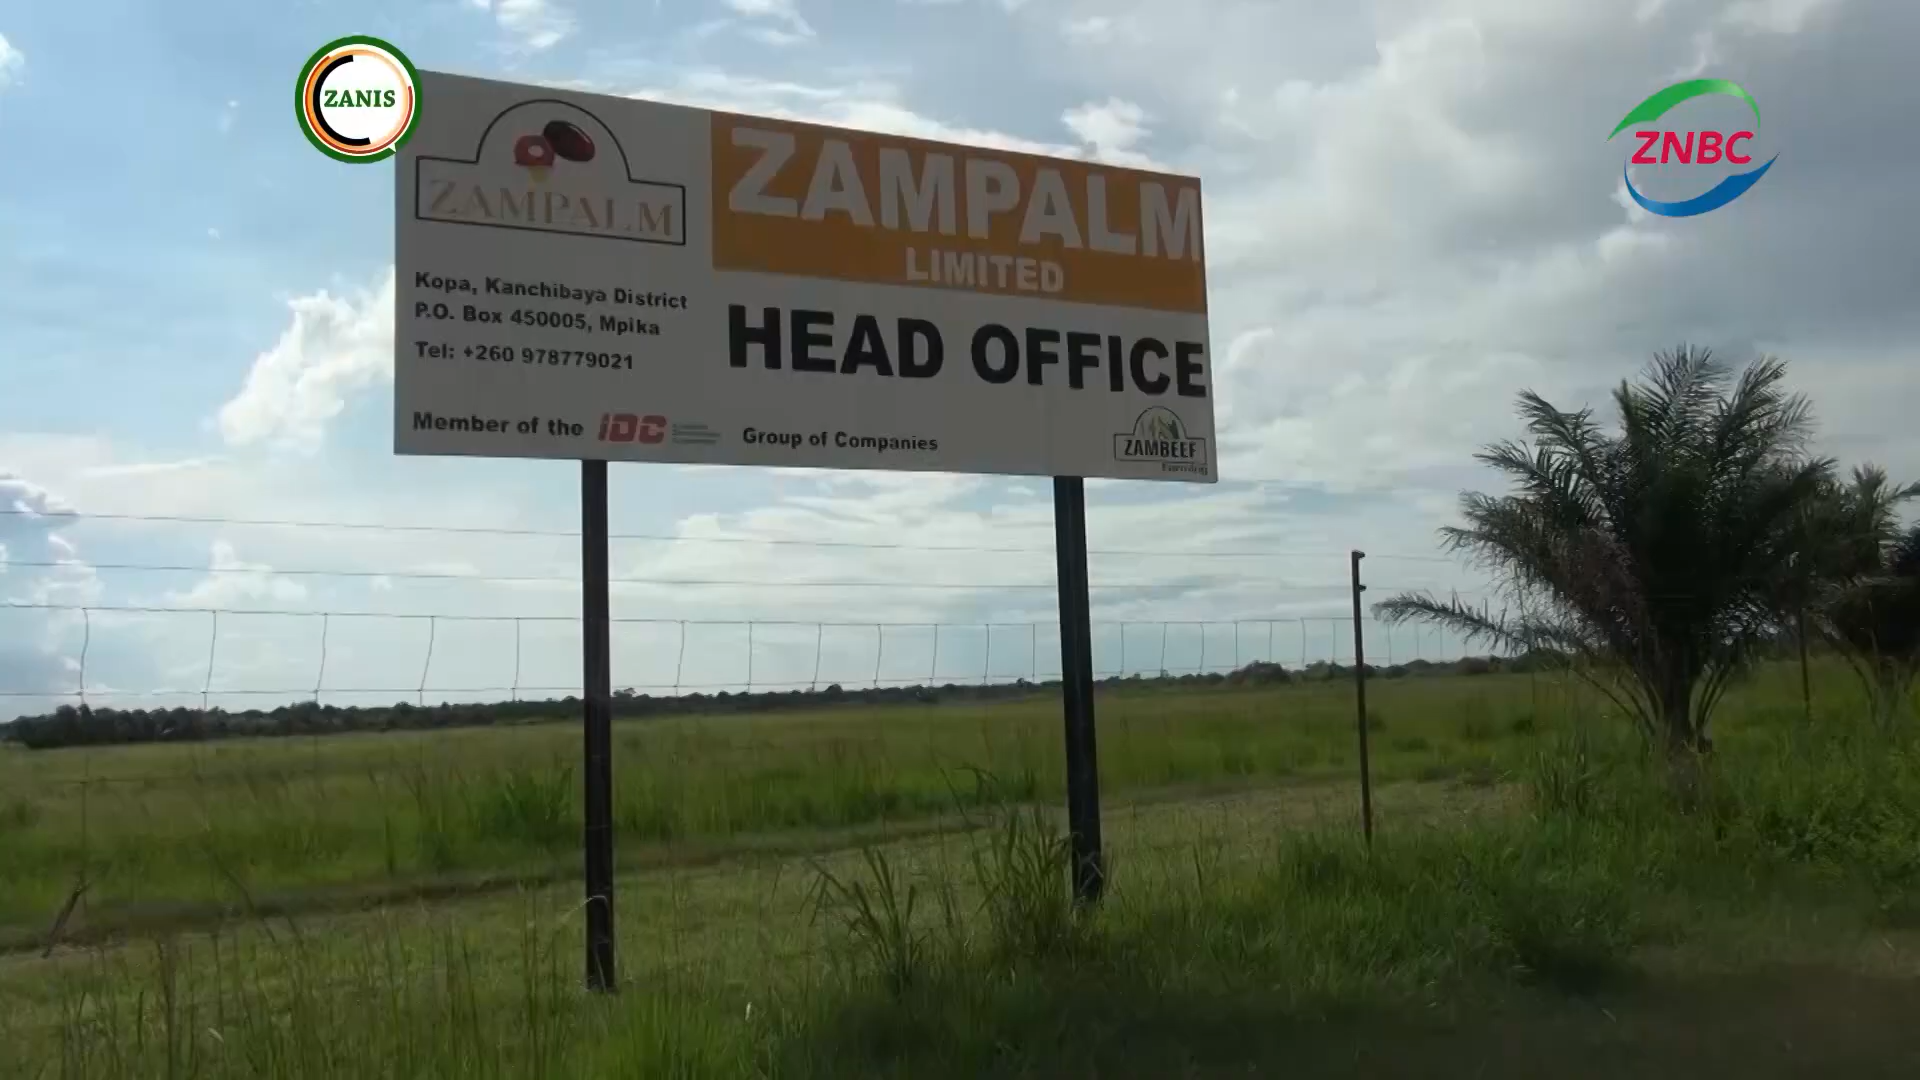 ZANIS
ZNBC
ZAMPALM
ZAMPALM
LIMITED
HEAD OFFICE
Kopa, Kanchibaya District
P.O. Box 450005, Mpika
Tel: +260 978779021
Member of the IDC Group of Companies
ZAMBEEF